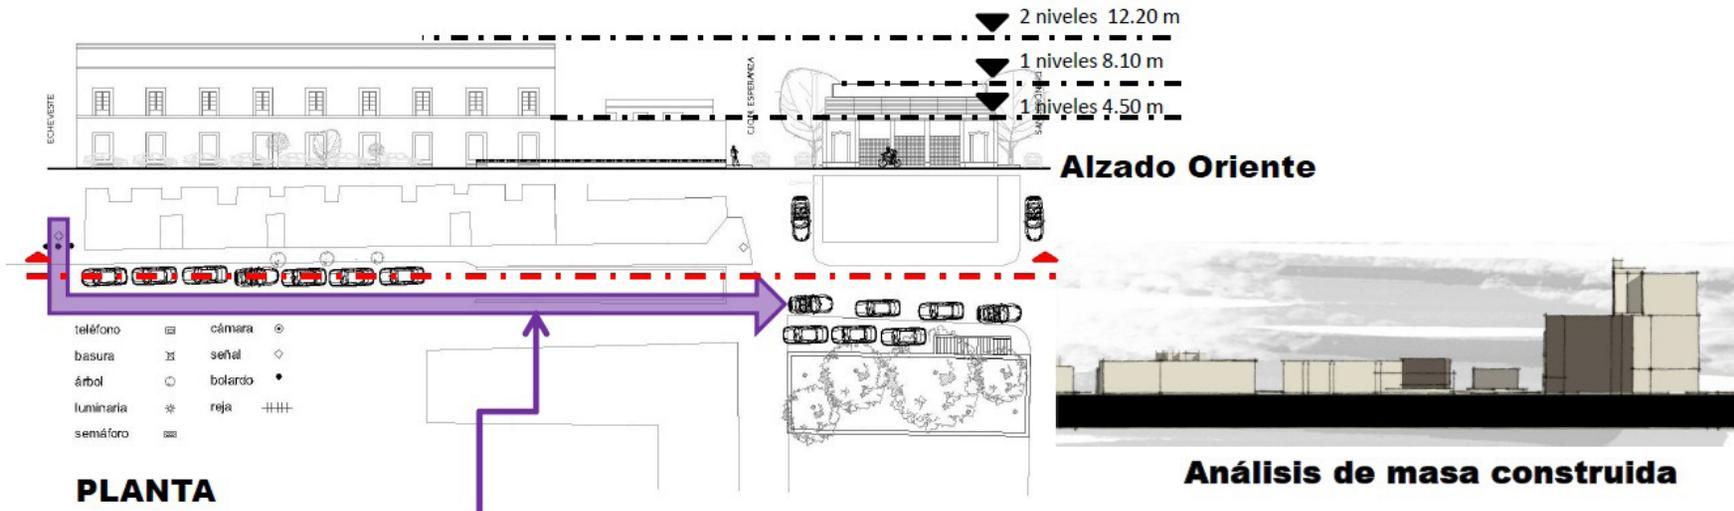 2 niveles 12.20 m
1 niveles 8.10 m
1 niveles 4.50 m
ECHEVESTE
CJON. ESPERANZA
Alzado Oriente
teléfono
cámara
basura
señal
árbol
bolardo
luminaria
reja
semáforo
PLANTA
Análisis de masa construida